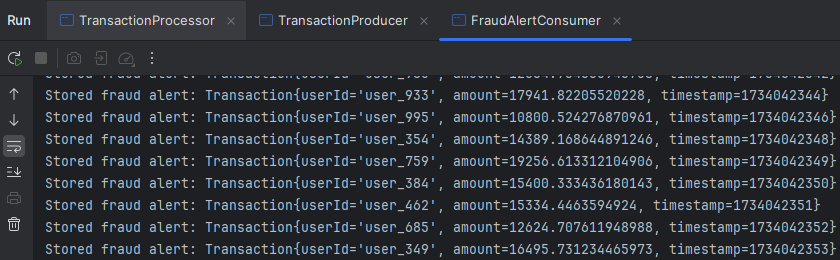 Run TransactionProcessor TransactionProducer FraudAlertConsumer
Stored fraud alert: Transaction{userId='user_933', amount=17941.82205520228, timestamp=1734042344}
Stored fraud alert: Transaction{userId='user_995', amount=10800.524276870961, timestamp=1734042346}
Stored fraud alert: Transaction{userId='user_354', amount=14389.168644891246, timestamp=1734042348}
Stored fraud alert: Transaction{userId='user_759', amount=19256.613312104906, timestamp=1734042349}
Stored fraud alert: Transaction{userId='user_384', amount=15400.333436180143, timestamp=1734042350}
Stored fraud alert: Transaction{userId='user_462', amount=15334.4463594924, timestamp=1734042351}
Stored fraud alert: Transaction{userId='user_685', amount=12624.707611948988, timestamp=1734042352}
Stored fraud alert: Transaction{userId='user_349', amount=16495.731234465973, timestamp=1734042353}